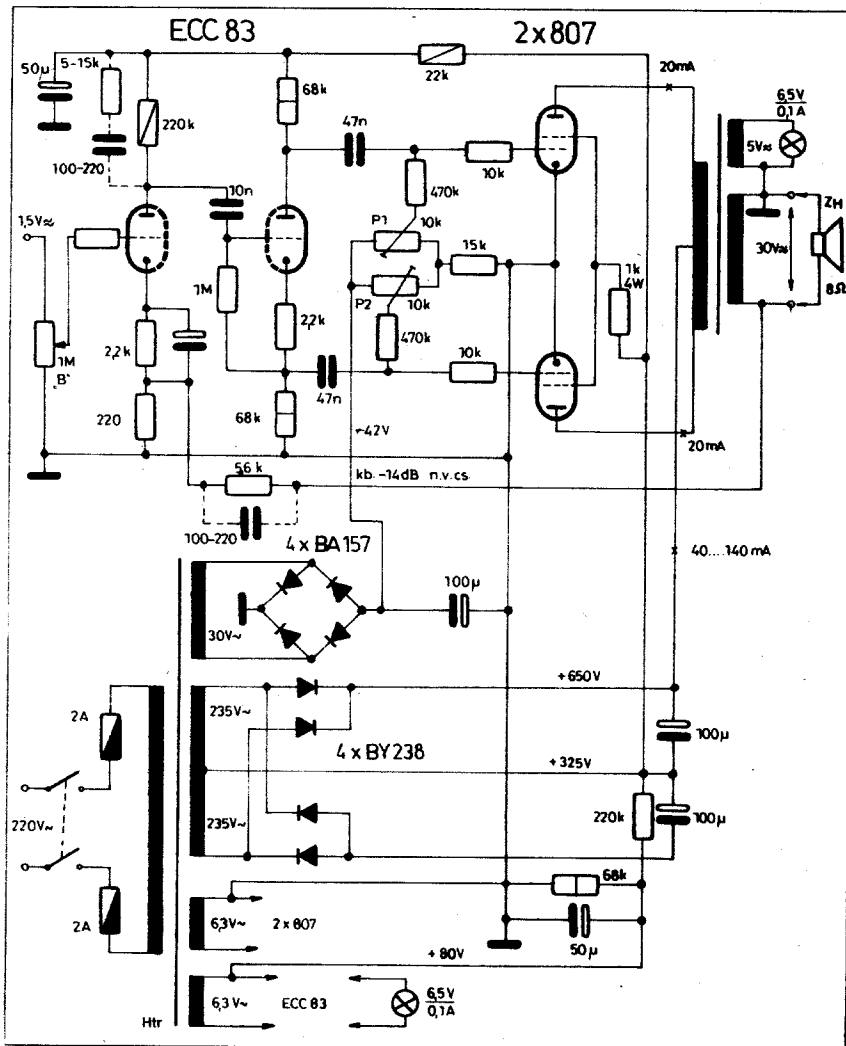 ECC 83
2x807
50µ
5-15k
220k
68k
22k
20mA
6,5V
0,1A
100-220
47n
10k
5V≈
10n
470k
ZH
1,5V≈
P1
10k
15k
30V≈
1M
P2
10k
1k
4W
8Ω
2,2k
2,2k
470k
10k
1M
"B"
220
68k
47n
-42V
20mA
56k
kb. -14dB n.v.cs.
100-220
4 x BA157
100µ
40....140 mA
30V~
+650V
2A
235V~
100µ
4 x BY238
+325V
220V~
235V~
220k
100µ
68k
2A
6,3V~
2 x 807
50µ
+80V
6,3V~
ECC 83
6,5V
0,1A
Htr